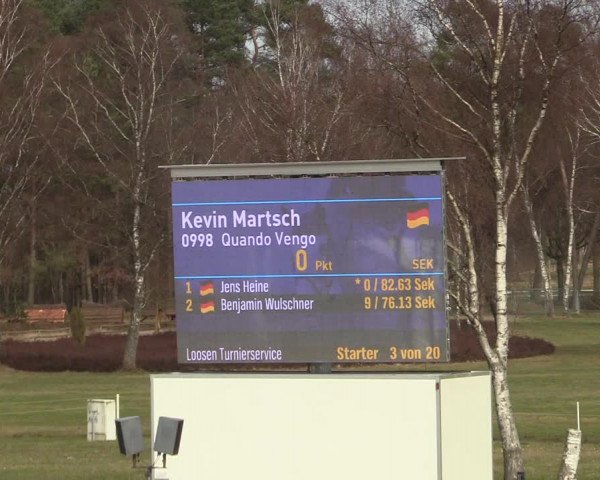 Kevin Martsch
0998 Quando Vengo
0 Pkt SEK
1 Jens Heine * 0 / 82.63 Sek
2 Benjamin Wulschner 9 / 76.13 Sek
Loosen Turnierservice Starter 3 von 20